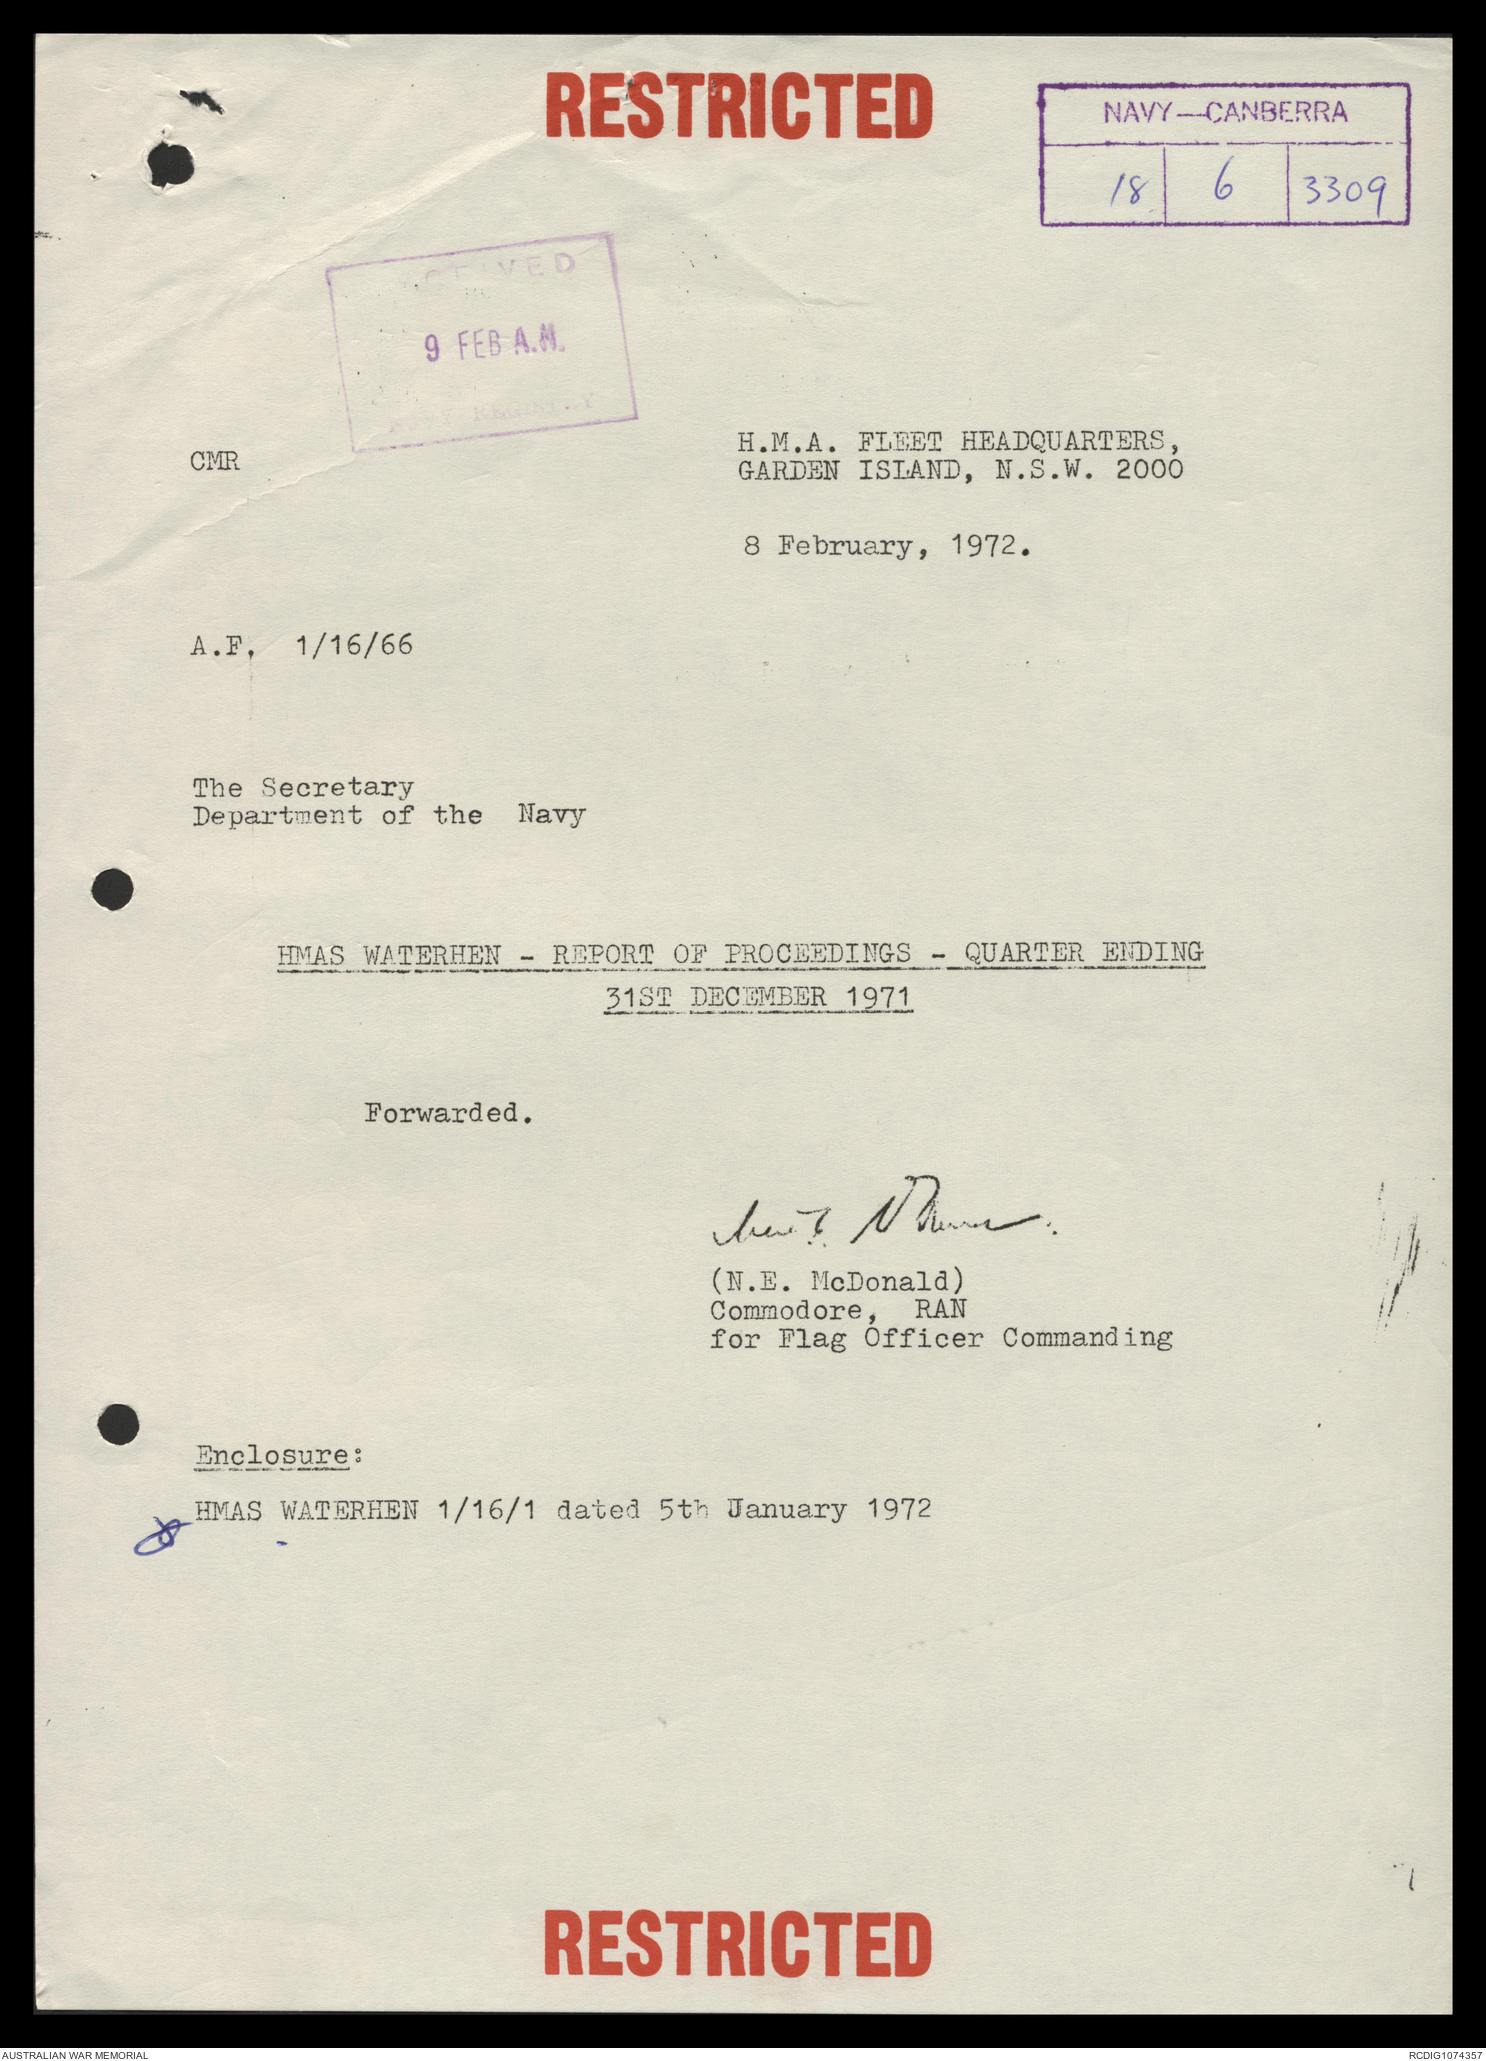 RESTRICTED
NAVY—CANBERRA
18 6 3309
RECEIVED
9 FEB A.M.
NAVY REGISTRY
CMR
H.M.A. FLEET HEADQUARTERS,
GARDEN ISLAND, N.S.W. 2000
8 February, 1972.
A.F. 1/16/66
The Secretary
Department of the Navy
HMAS WATERHEN - REPORT OF PROCEEDINGS - QUARTER ENDING
31ST DECEMBER 1971
Forwarded.
(N.E. McDonald)
Commodore, RAN
for Flag Officer Commanding
Enclosure:
HMAS WATERHEN 1/16/1 dated 5th January 1972
RESTRICTED
AUSTRALIAN WAR MEMORIAL
RCDIG1074357